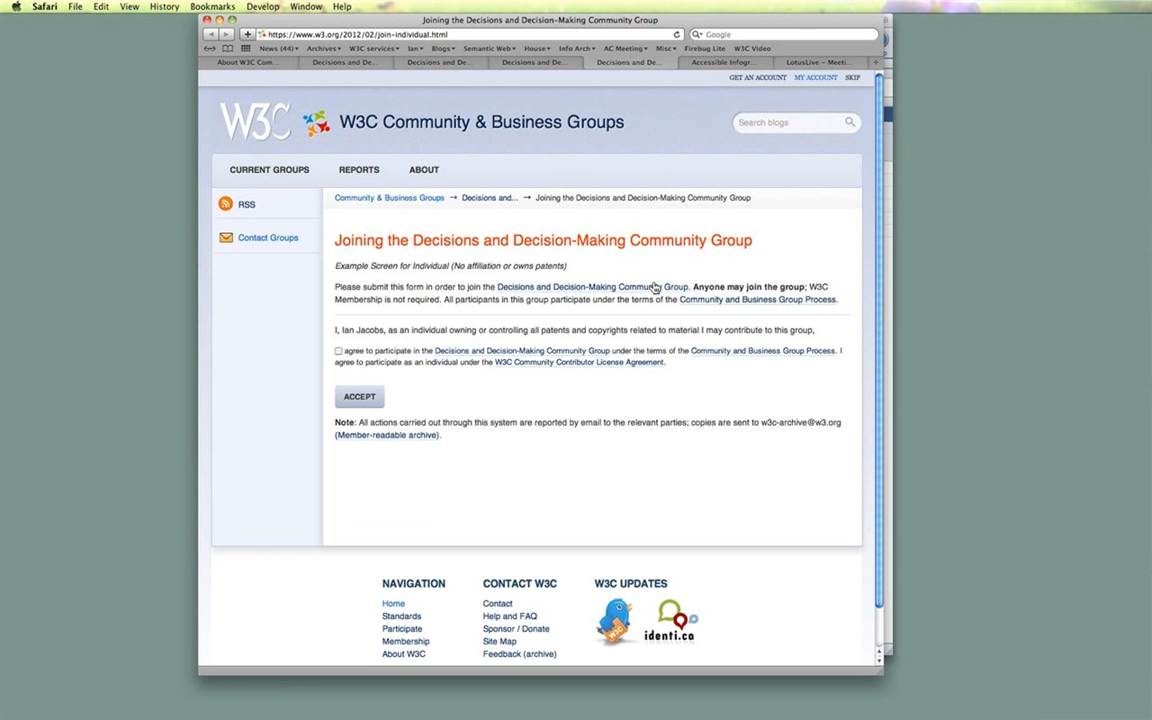 Safari File Edit View History Bookmarks Develop Window Help
Joining the Decisions and Decision-Making Community Group
https://www.w3.org/2012/02/join-individual.html
Google
News (44) Archives W3C services Ian Blogs Semantic Web House Info Arch AC Meeting Misc Firebug Lite W3C Video
About W3C Com... Decisions and De... Decisions and De... Decisions and De... Decisions and De... Accessible Infogr... LotusLive – Meeti...
GET AN ACCOUNT MY ACCOUNT SKIP
W3C W3C Community & Business Groups
Search blogs
CURRENT GROUPS REPORTS ABOUT
RSS
Contact Groups
Community & Business Groups → Decisions and... → Joining the Decisions and Decision-Making Community Group
Joining the Decisions and Decision-Making Community Group
Example Screen for Individual (No affiliation or owns patents)
Please submit this form in order to join the Decisions and Decision-Making Community Group. Anyone may join the group; W3C
Membership is not required. All participants in this group participate under the terms of the Community and Business Group Process.
I, Ian Jacobs, as an individual owning or controlling all patents and copyrights related to material I may contribute to this group,
agree to participate in the Decisions and Decision-Making Community Group under the terms of the Community and Business Group Process. I
agree to participate as an individual under the W3C Community Contributor License Agreement.
ACCEPT
Note: All actions carried out through this system are reported by email to the relevant parties; copies are sent to w3c-archive@w3.org
(Member-readable archive).
NAVIGATION
Home
Standards
Participate
Membership
About W3C
CONTACT W3C
Contact
Help and FAQ
Sponsor / Donate
Site Map
Feedback (archive)
W3C UPDATES
W3C
identi.ca